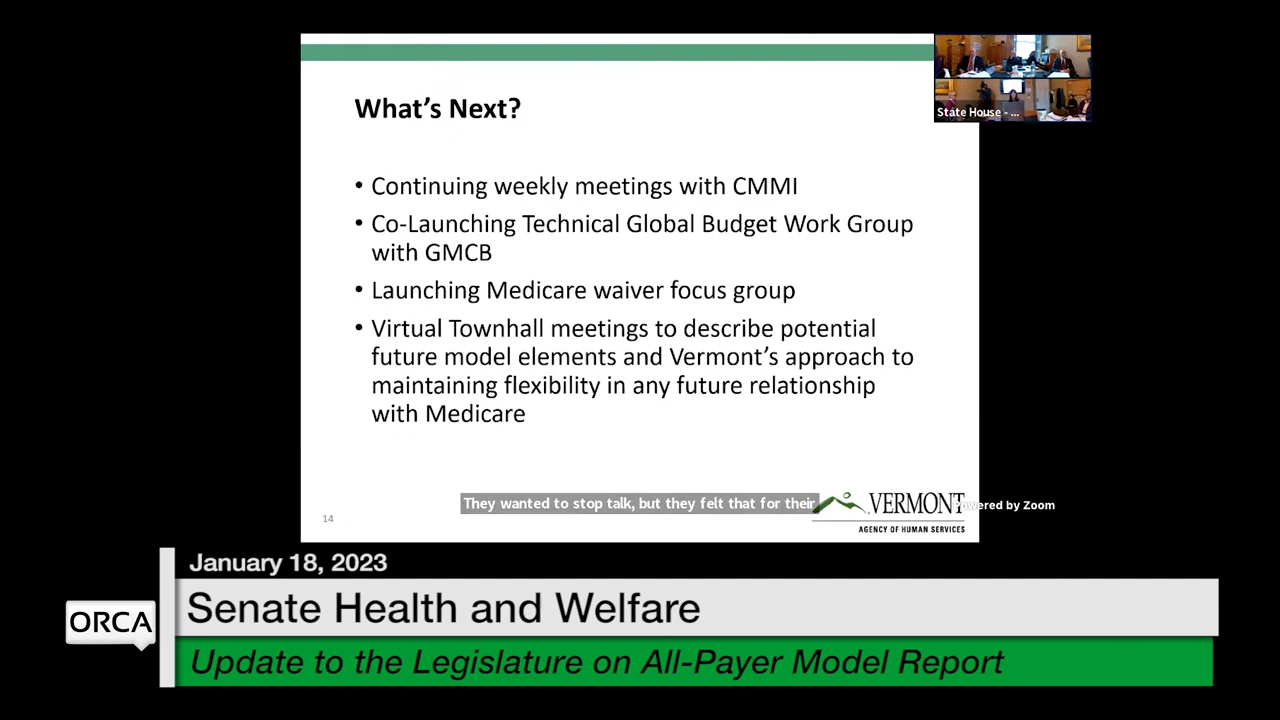 State House - ...
What's Next?
• Continuing weekly meetings with CMMI
• Co-Launching Technical Global Budget Work Group
with GMCB
• Launching Medicare waiver focus group
• Virtual Townhall meetings to describe potential
future model elements and Vermont's approach to
maintaining flexibility in any future relationship
with Medicare
They wanted to stop talk, but they felt that for their
VERMONT
AGENCY OF HUMAN SERVICES
Powered by Zoom
14
January 18, 2023
ORCA
Senate Health and Welfare
Update to the Legislature on All-Payer Model Report